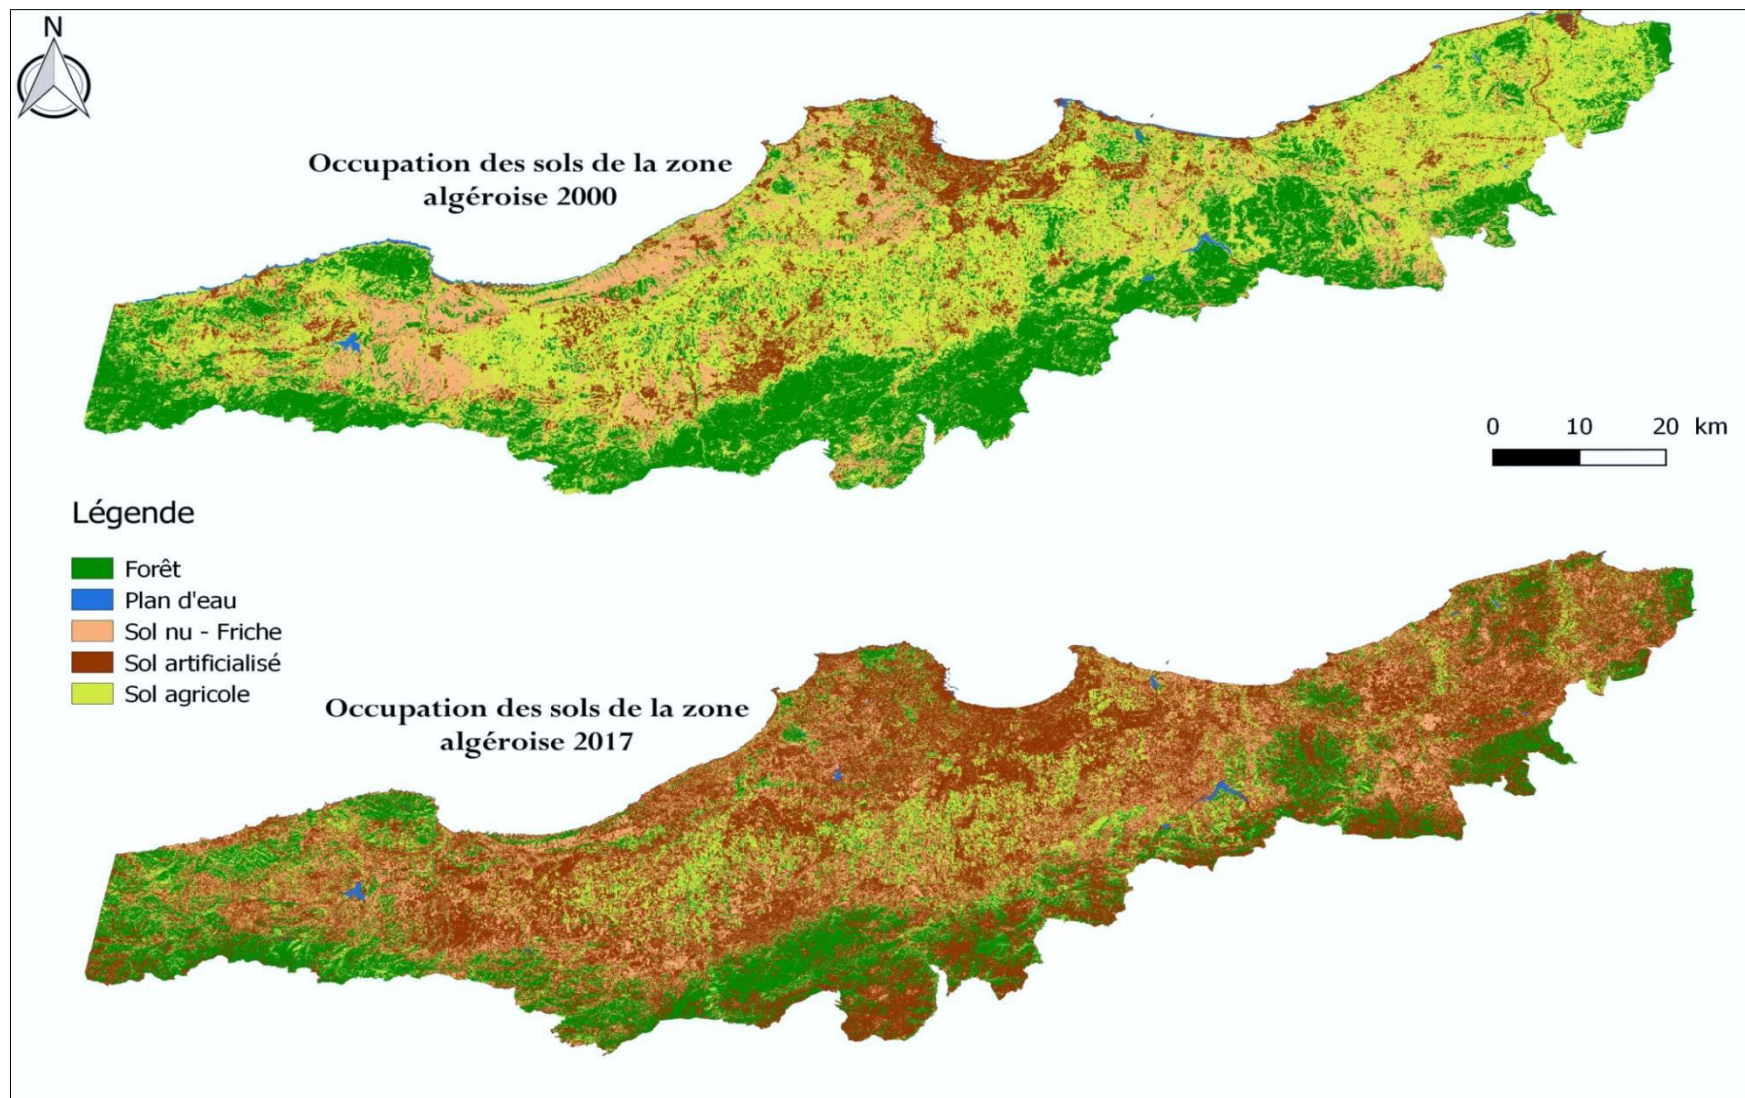 N
Occupation des sols de la zone
algéroise 2000
0 10 20 km
Légende
Forêt
Plan d'eau
Sol nu - Friche
Sol artificialisé
Sol agricole
Occupation des sols de la zone
algéroise 2017